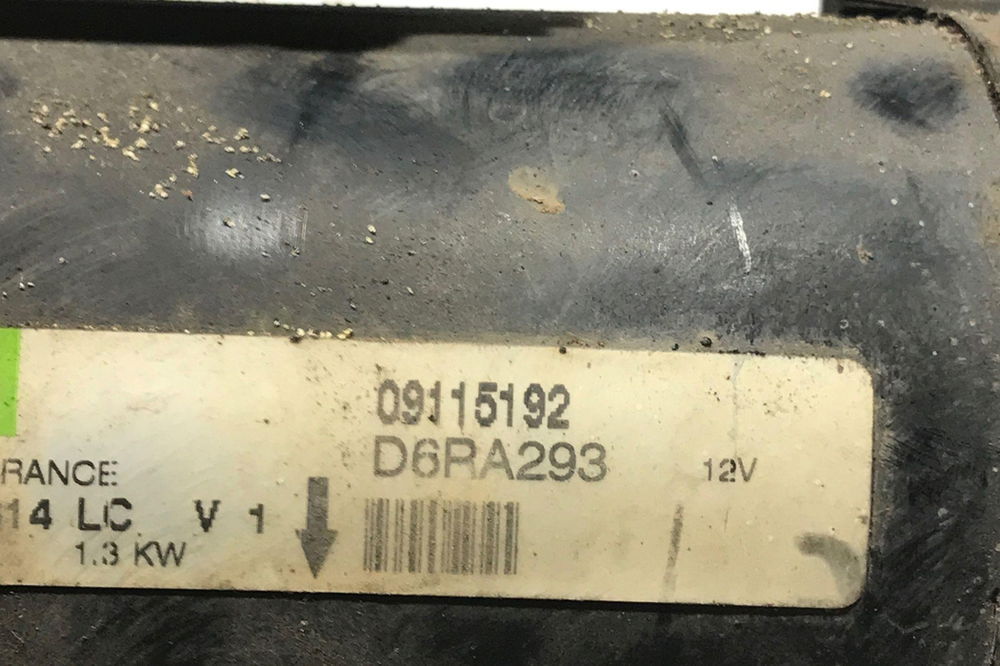 09115192
D6RA293
RANCE 12V
14 LC V 1
1.3 KW